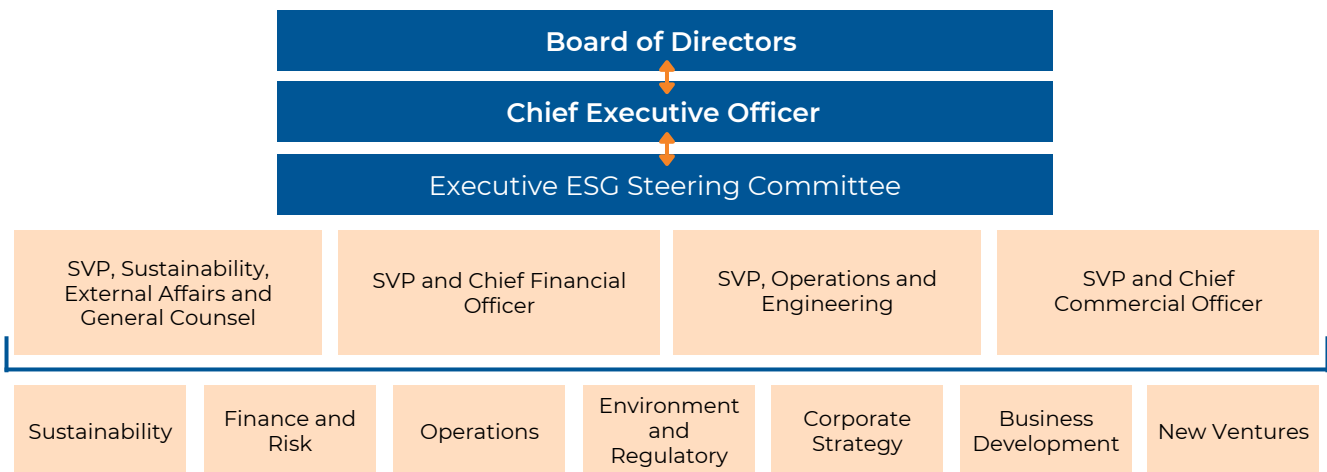 Board of Directors
Chief Executive Officer
Executive ESG Steering Committee
SVP, Sustainability,
External Affairs and
General Counsel
SVP and Chief Financial
Officer
SVP, Operations and
Engineering
SVP and Chief
Commercial Officer
Sustainability
Finance and
Risk
Operations
Environment
and
Regulatory
Corporate
Strategy
Business
Development
New Ventures